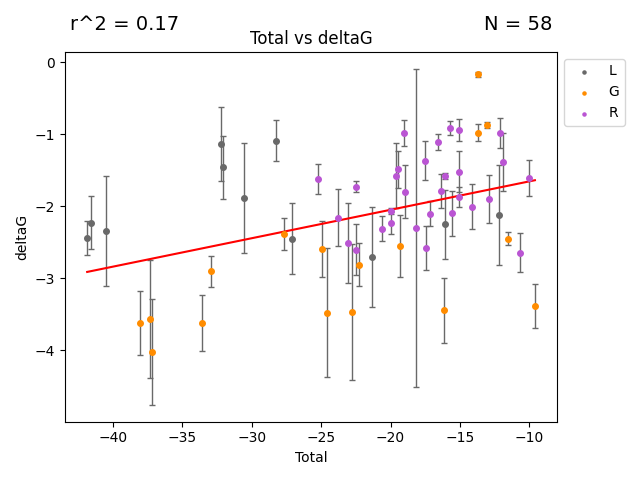 r^2 = 0.17
N = 58
Total vs deltaG
L
G
R
deltaG
0
−1
−2
−3
−4
−40
−35
−30
−25
−20
−15
−10
Total